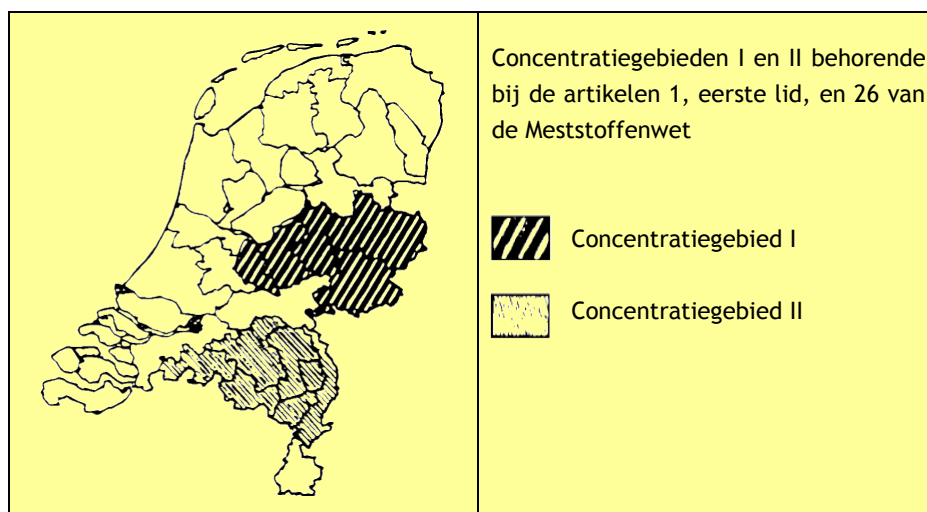 Concentratiegebieden I en II behorende
bij de artikelen 1, eerste lid, en 26 van
de Meststoffenwet
Concentratiegebied I
Concentratiegebied II